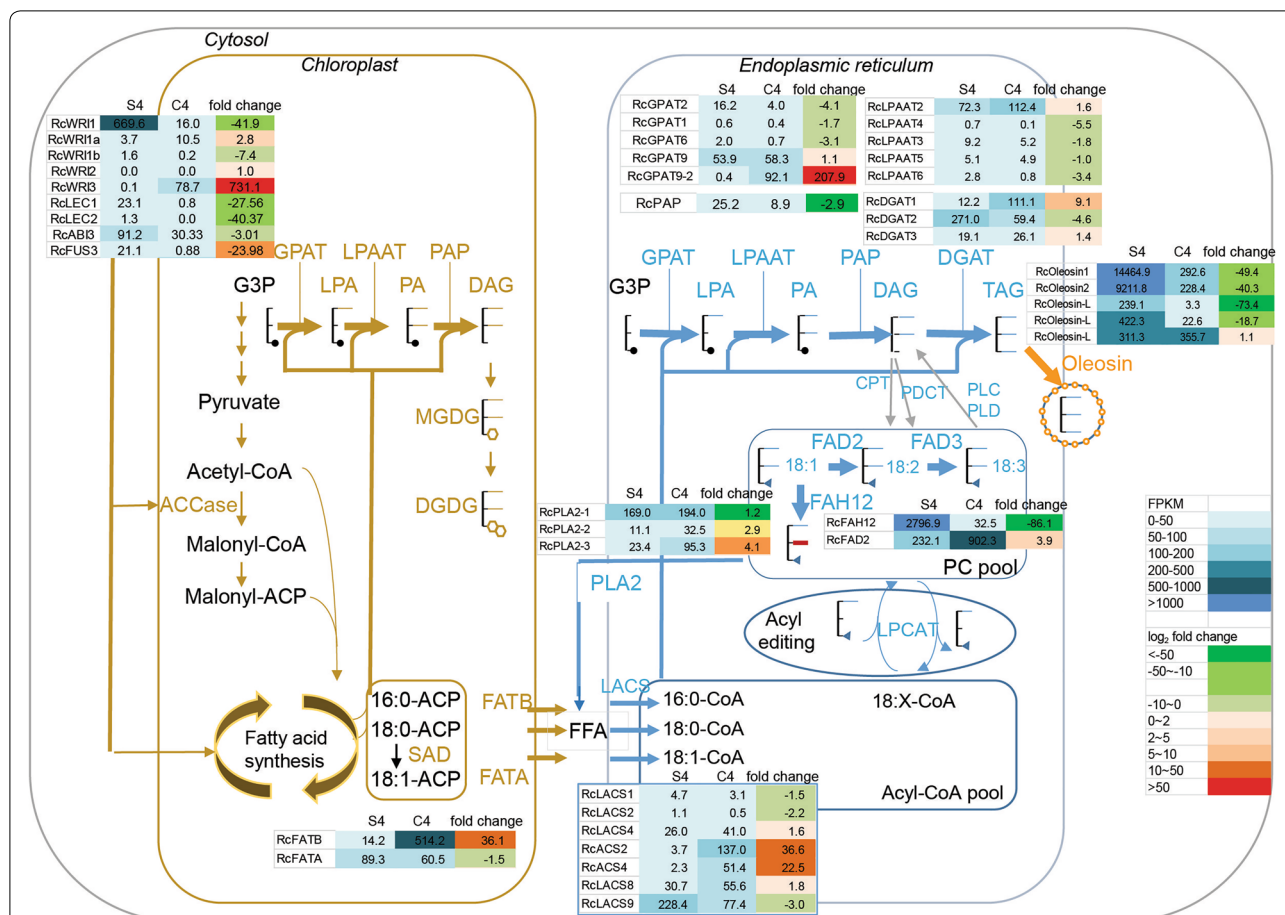 Cytosol
Chloroplast
S4 C4 fold change
RcWRI1 669.6 16.0 -41.9
RcWRI1a 3.7 10.5 2.8
RcWRI1b 1.6 0.2 -7.4
RcWRI2 0.0 0.0 1.0
RcWRI3 0.1 78.7 731.1
RcLEC1 23.1 0.8 -27.56
RcLEC2 1.3 0.0 -40.37
RcABI3 91.2 30.33 -3.01
RcFUS3 21.1 0.88 -23.98
GPAT LPAAT PAP
G3P LPA PA DAG
Pyruvate
MGDG
Acetyl-CoA
ACCase
DGDG
Malonyl-CoA
Malonyl-ACP
Fatty acid
synthesis
16:0-ACP
18:0-ACP
SAD
18:1-ACP
FATB
FATA
S4 C4 fold change
RcFATB 14.2 514.2 36.1
RcFATA 89.3 60.5 -1.5
Endoplasmic reticulum
S4 C4 fold change
RcGPAT2 16.2 4.0 -4.1
RcGPAT1 0.6 0.4 -1.7
RcGPAT6 2.0 0.7 -3.1
RcGPAT9 53.9 58.3 1.1
RcGPAT9-2 0.4 92.1 207.9
RcPAP 25.2 8.9 -2.9
S4 C4 fold change
RcLPAAT2 72.3 112.4 1.6
RcLPAAT4 0.7 0.1 -5.5
RcLPAAT3 9.2 5.2 -1.8
RcLPAAT5 5.1 4.9 -1.0
RcLPAAT6 2.8 0.8 -3.4
RcDGAT1 12.2 111.1 9.1
RcDGAT2 271.0 59.4 -4.6
RcDGAT3 19.1 26.1 1.4
GPAT LPAAT PAP DGAT
G3P LPA PA DAG TAG
S4 C4 fold change
RcOleosin1 14464.9 292.6 -49.4
RcOleosin2 9211.8 228.4 -40.3
RcOleosin-L 239.1 3.3 -73.4
RcOleosin-L 422.3 22.6 -18.7
RcOleosin-L 311.3 355.7 1.1
Oleosin
CPT
PDCT
PLC
PLD
FAD2 FAD3
18:1 18:2 18:3
FAH12
S4 C4 fold change
RcFAH12 2796.9 32.5 -86.1
RcFAD2 232.1 902.3 3.9
PC pool
S4 C4 fold change
RcPLA2-1 169.0 194.0 1.2
RcPLA2-2 11.1 32.5 2.9
RcPLA2-3 23.4 95.3 4.1
PLA2
Acyl
editing
LPCAT
LACS
FFA
16:0-CoA 18:X-CoA
18:0-CoA
18:1-CoA
Acyl-CoA pool
S4 C4 fold change
RcLACS1 4.7 3.1 -1.5
RcLACS2 1.1 0.5 -2.2
RcLACS4 26.0 41.0 1.6
RcACS2 3.7 137.0 36.6
RcACS4 2.3 51.4 22.5
RcLACS8 30.7 55.6 1.8
RcLACS9 228.4 77.4 -3.0
FPKM
0-50
50-100
100-200
200-500
500-1000
>1000
log₂ fold change
<-50
-50~-10
-10~0
0~2
2~5
5~10
10~50
>50